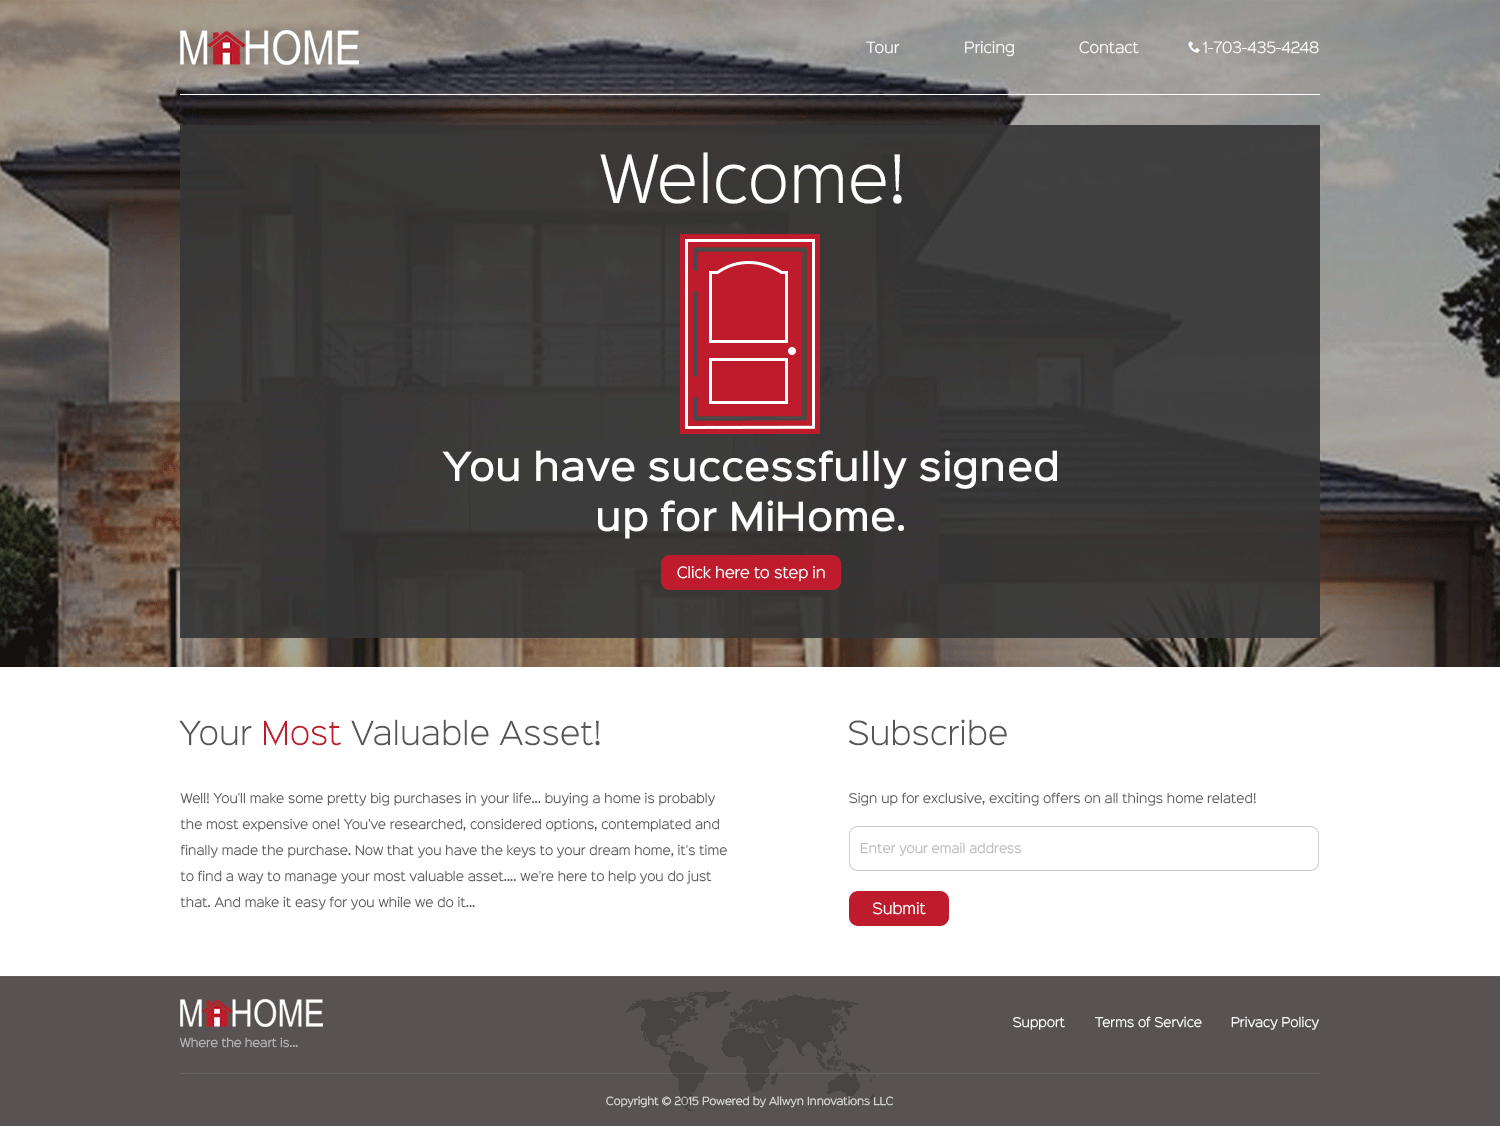 MiHOME
Tour Pricing Contact 1-703-435-4248
Welcome!
You have successfully signed
up for MiHome.
Click here to step in
Your Most Valuable Asset!
Well! You'll make some pretty big purchases in your life... buying a home is probably
the most expensive one! You've researched, considered options, contemplated and
finally made the purchase. Now that you have the keys to your dream home, it's time
to find a way to manage your most valuable asset.... we're here to help you do just
that. And make it easy for you while we do it...
Subscribe
Sign up for exclusive, exciting offers on all things home related!
Enter your email address
Submit
MiHOME
Where the heart is...
Support Terms of Service Privacy Policy
Copyright © 2015 Powered by Allwyn Innovations LLC